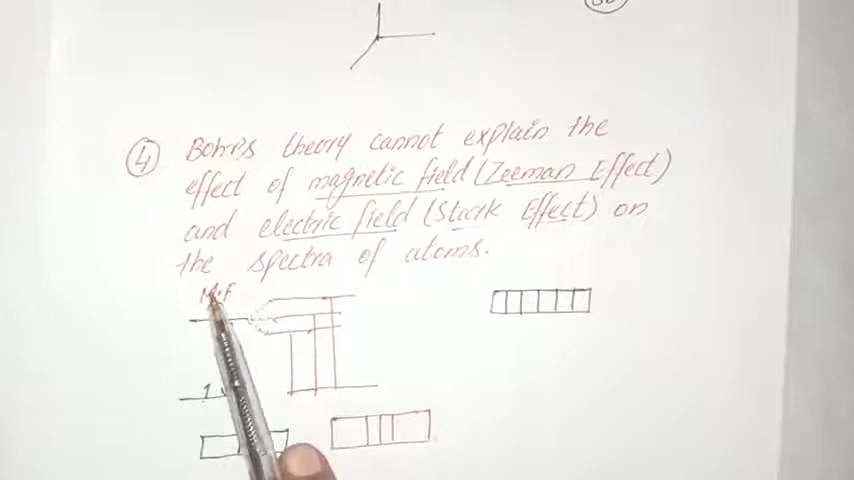 ④ Bohr's theory cannot explain the
effect of magnetic field (Zeeman Effect)
and electric field (Stark Effect) on
the spectra of atoms.
M.F
1